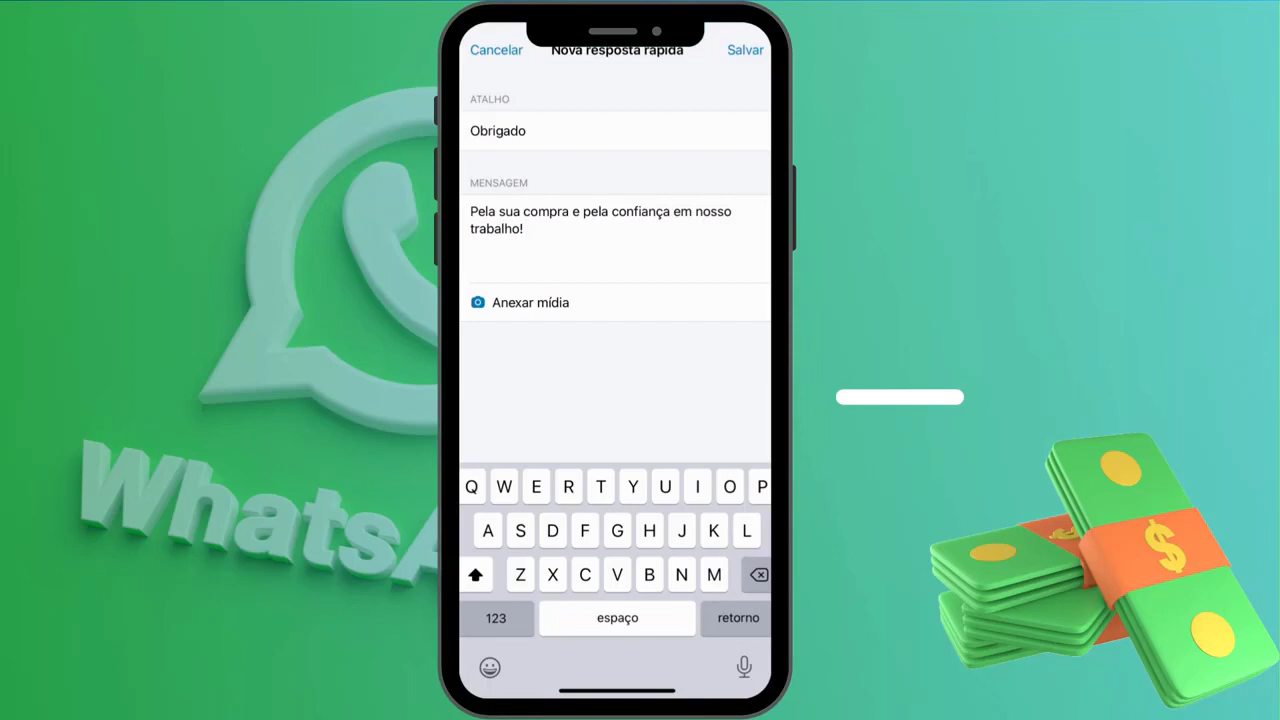 Cancelar Nova resposta rápida Salvar
ATALHO
Obrigado
MENSAGEM
Pela sua compra e pela confiança em nosso
trabalho!
Anexar mídia
Q W E R T Y U I O P
A S D F G H J K L
Z X C V B N M
123 espaço retorno
WhatsA
$
$